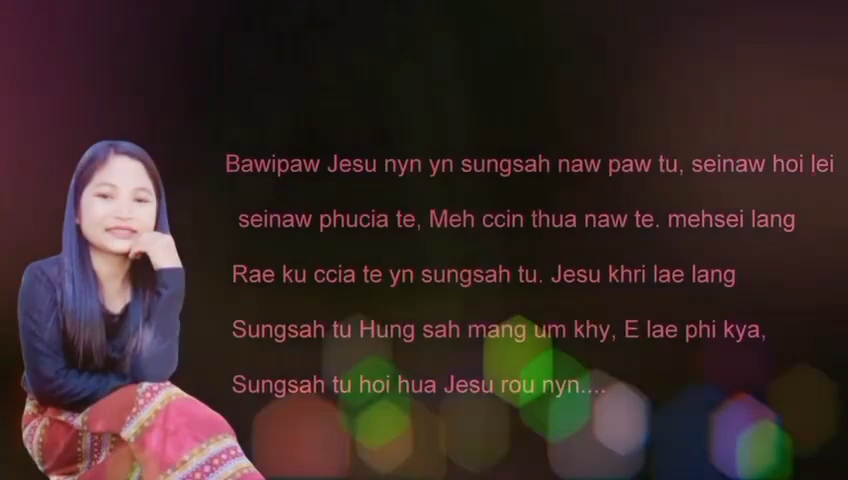 Bawipaw Jesu nyn yn sungsah naw paw tu, seinaw hoi lei
seinaw phucia te, Meh ccin thua naw te. mehsei lang
Rae ku ccia te yn sungsah tu. Jesu khri lae lang
Sungsah tu Hung sah mang um khy, E lae phi kya,
Sungsah tu hoi hua Jesu rou nyn....